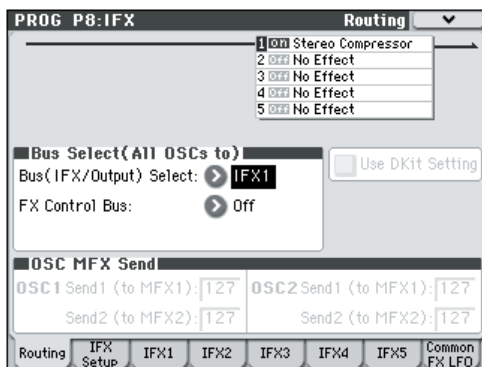 PROG P8:IFX Routing
1 On Stereo Compressor
2 Off No Effect
3 Off No Effect
4 Off No Effect
5 Off No Effect
Bus Select(All OSCs to)
Bus(IFX/Output) Select: IFX1
Use DKit Setting
FX Control Bus: Off
OSC MFX Send
OSC1 Send1 (to MFX1): 127 OSC2 Send1 (to MFX1): 127
Send2 (to MFX2): 127 Send2 (to MFX2): 127
Routing IFX Setup IFX1 IFX2 IFX3 IFX4 IFX5 Common FX LFO